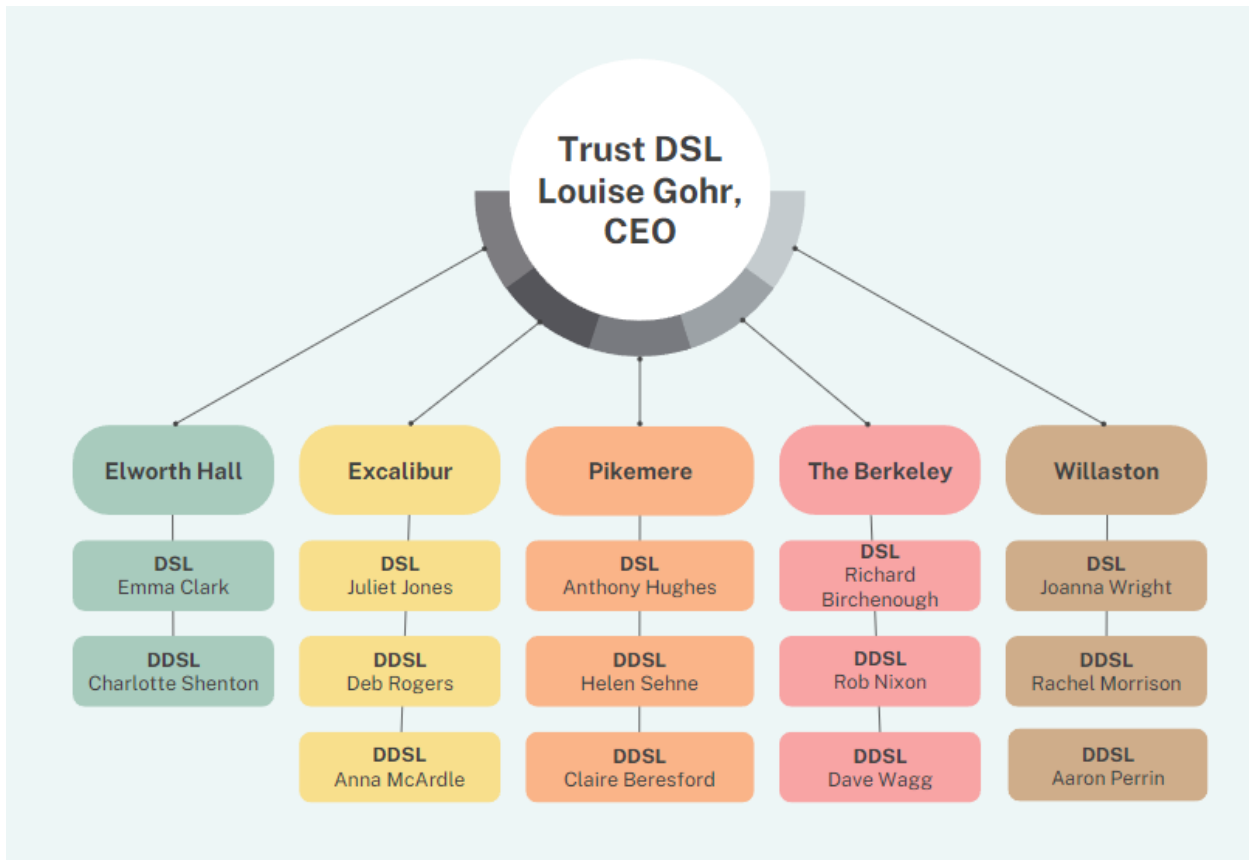 Trust DSL
Louise Gohr,
CEO
Elworth Hall
DSL
Emma Clark
DDSL
Charlotte Shenton
Excalibur
DSL
Juliet Jones
DDSL
Deb Rogers
DDSL
Anna McArdle
Pikemere
DSL
Anthony Hughes
DDSL
Helen Sehne
DDSL
Claire Beresford
The Berkeley
DSL
Richard
Birchenough
DDSL
Rob Nixon
DDSL
Dave Wagg
Willaston
DSL
Joanna Wright
DDSL
Rachel Morrison
DDSL
Aaron Perrin